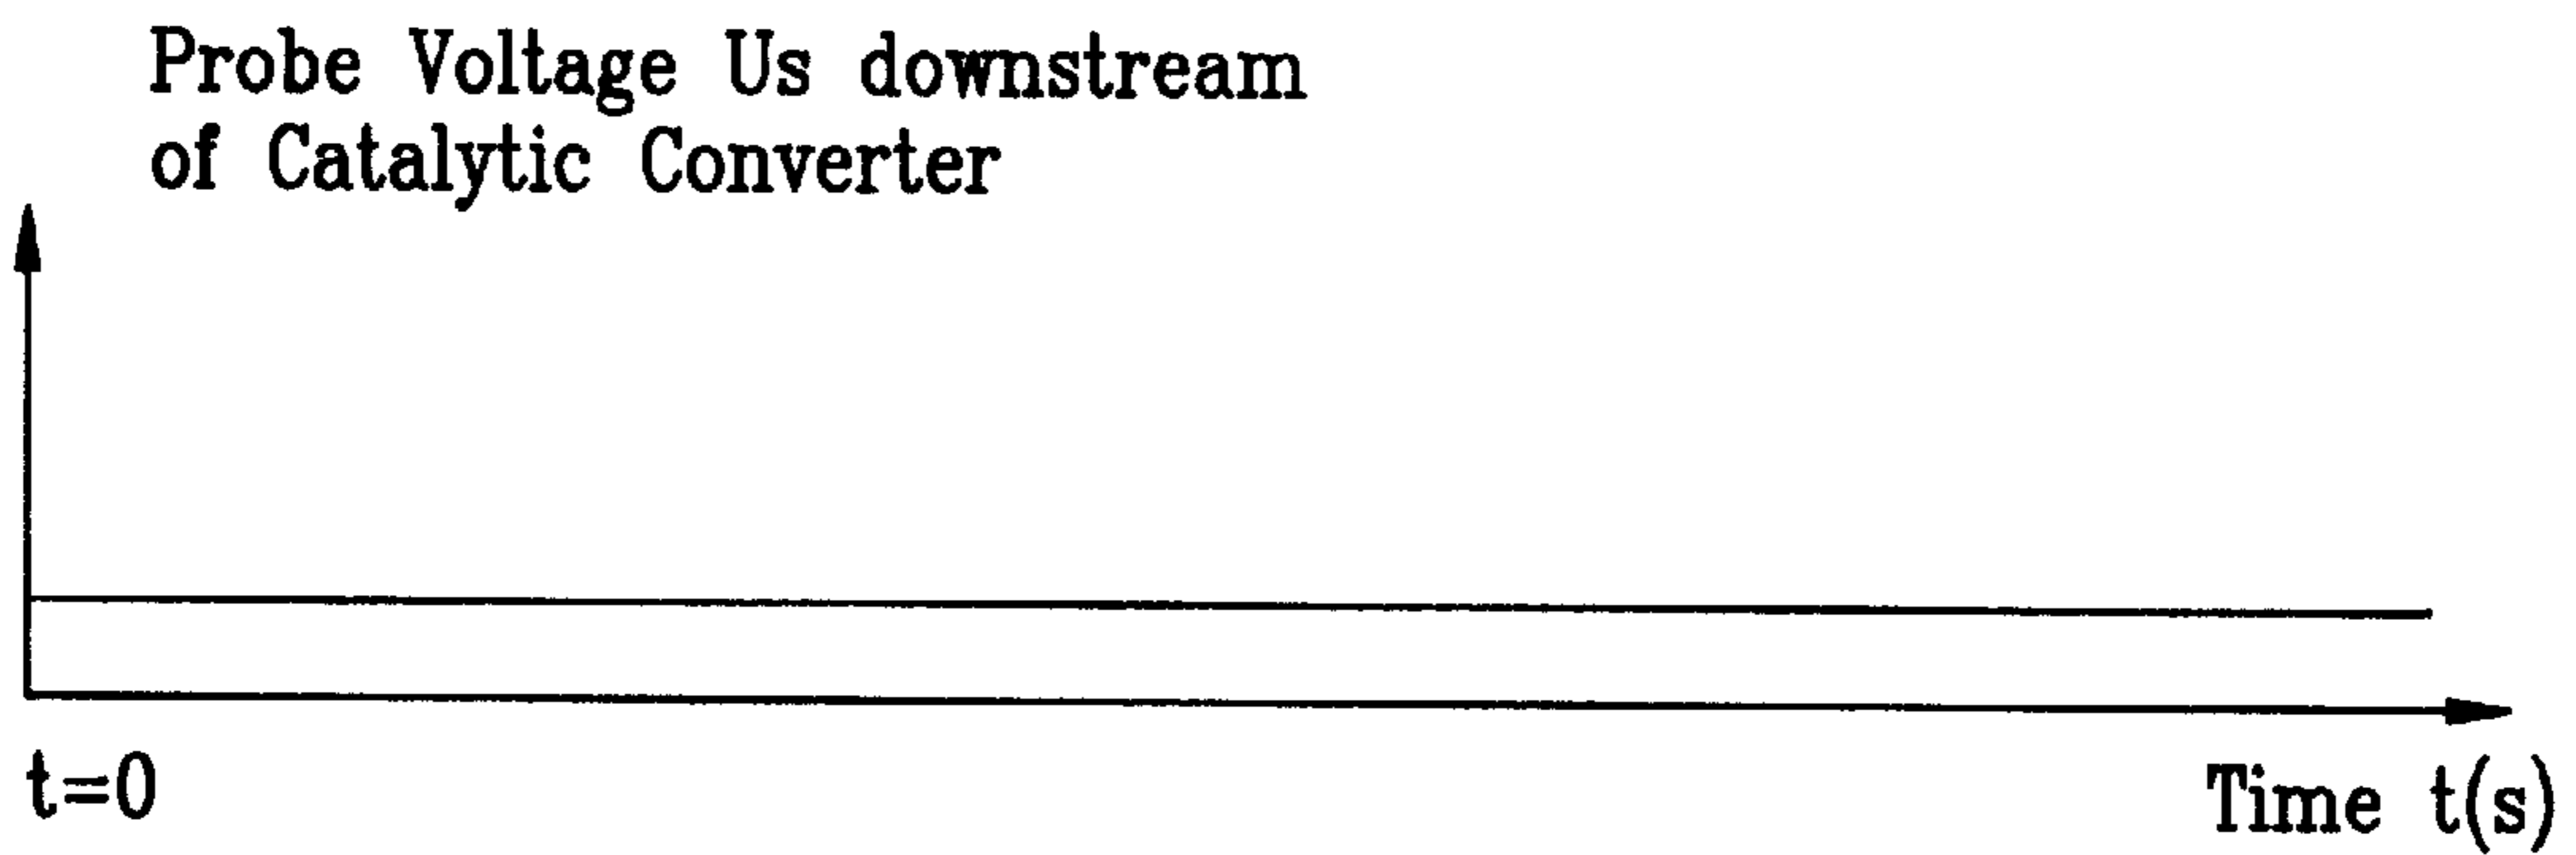 Probe Voltage Us downstream
of Catalytic Converter
t=0
Time t(s)